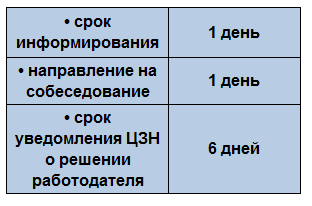 • срок
информирования
1 день
• направление на
собеседование
1 день
• срок
уведомления ЦЗН
о решении
работодателя
6 дней